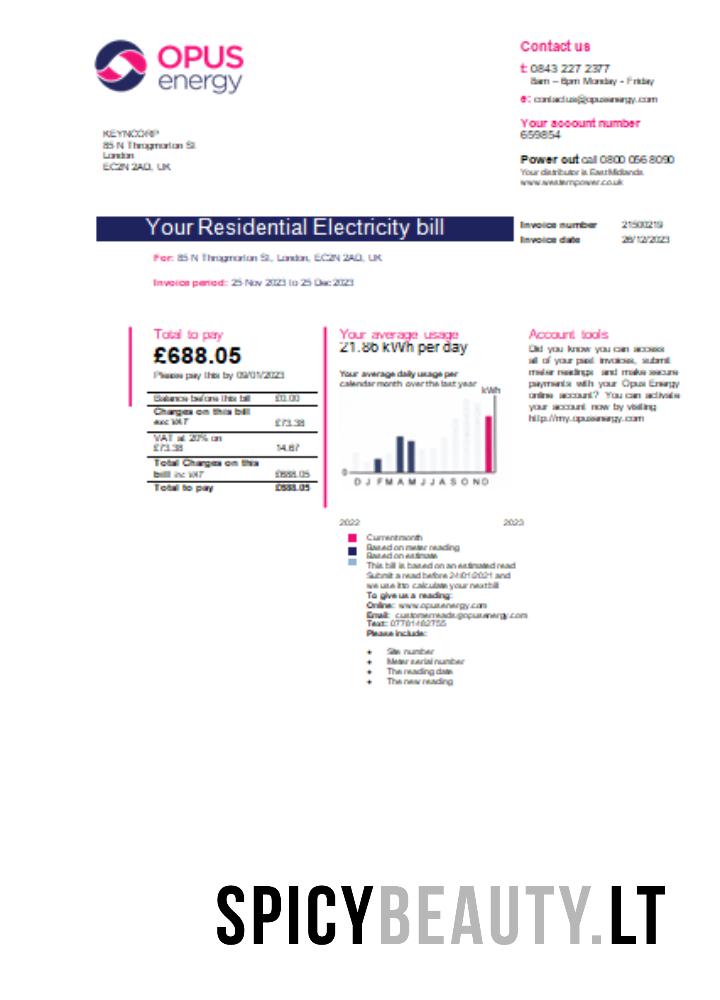 OPUS
energy
Contact us
t: 0843 227 2377
8am – 6pm Monday - Friday
e: contactus@opusenergy.com
Your account number
659854
KEYNCORP
85 N Throgmorton St.
London
EC2N 2AD, UK
Power out call 0800 056 8090
Your distributor is East Midlands
www.westernpower.co.uk
Your Residential Electricity bill
Invoice number 21500219
Invoice date 26/12/2023
For: 85 N Throgmorton St., London, EC2N 2AD, UK
Invoice period: 25 Nov 2023 to 25 Dec 2023
Total to pay
£688.05
Please pay this by 09/01/2023
Balance before this bill £0.00
Charges on this bill
exc VAT £73.38
VAT at 20% on
£73.38 14.67
Total Charges on this
bill inc VAT £688.05
Total to pay £688.05
Your average usage
21.86 kWh per day
Your average daily usage per
calendar month over the last year
kWh
0
D J F M A M J J A S O N D
2022 2023
Current month
Based on meter reading
Based on estimate
This bill is based on an estimated read
Submit a read before 24/01/2021 and
we use it to calculate your next bill
To give us a reading:
Online: www.opusenergy.com
Email: customerreads@opusenergy.com
Text: 07781482755
Please include:
• Site number
• Meter serial number
• The reading date
• The new reading
Account tools
Did you know you can access
all of your past invoices, submit
meter readings and make secure
payments with your Opus Energy
online account? You can activate
your account now by visiting
http://my.opusenergy.com
SPICYBEAUTY.LT